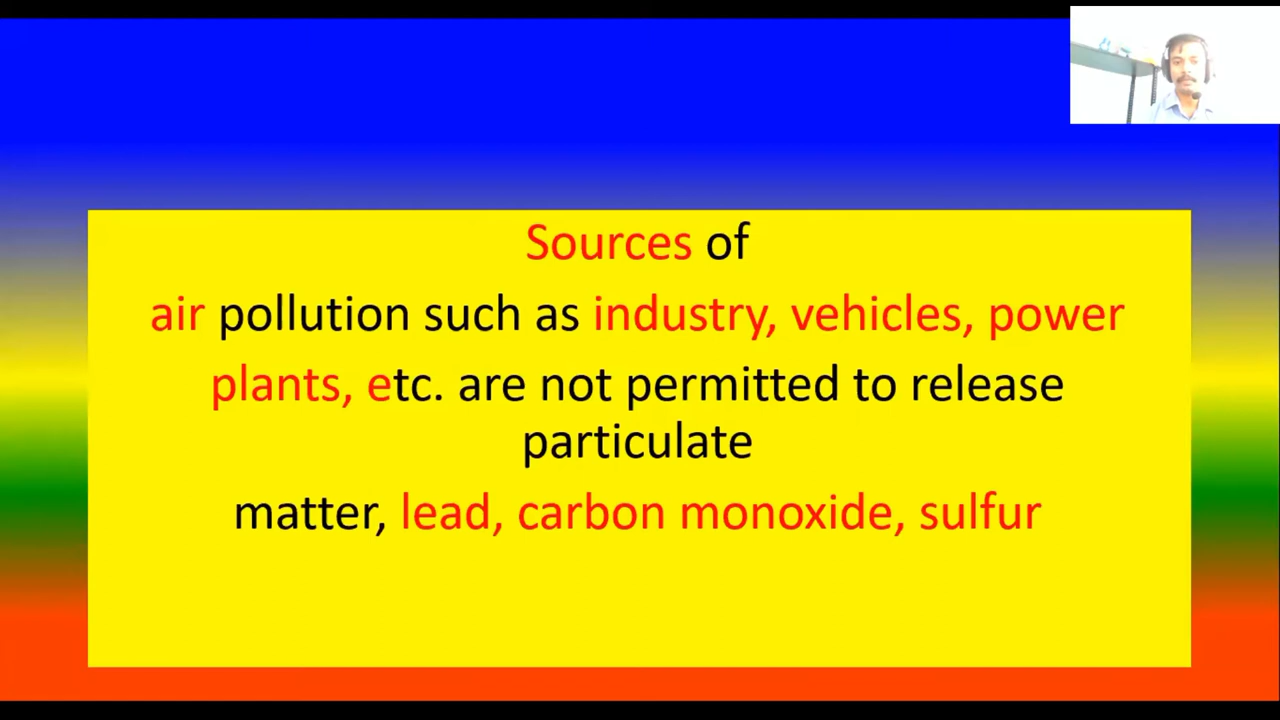 Sources of
air pollution such as industry, vehicles, power
plants, etc. are not permitted to release
particulate
matter, lead, carbon monoxide, sulfur